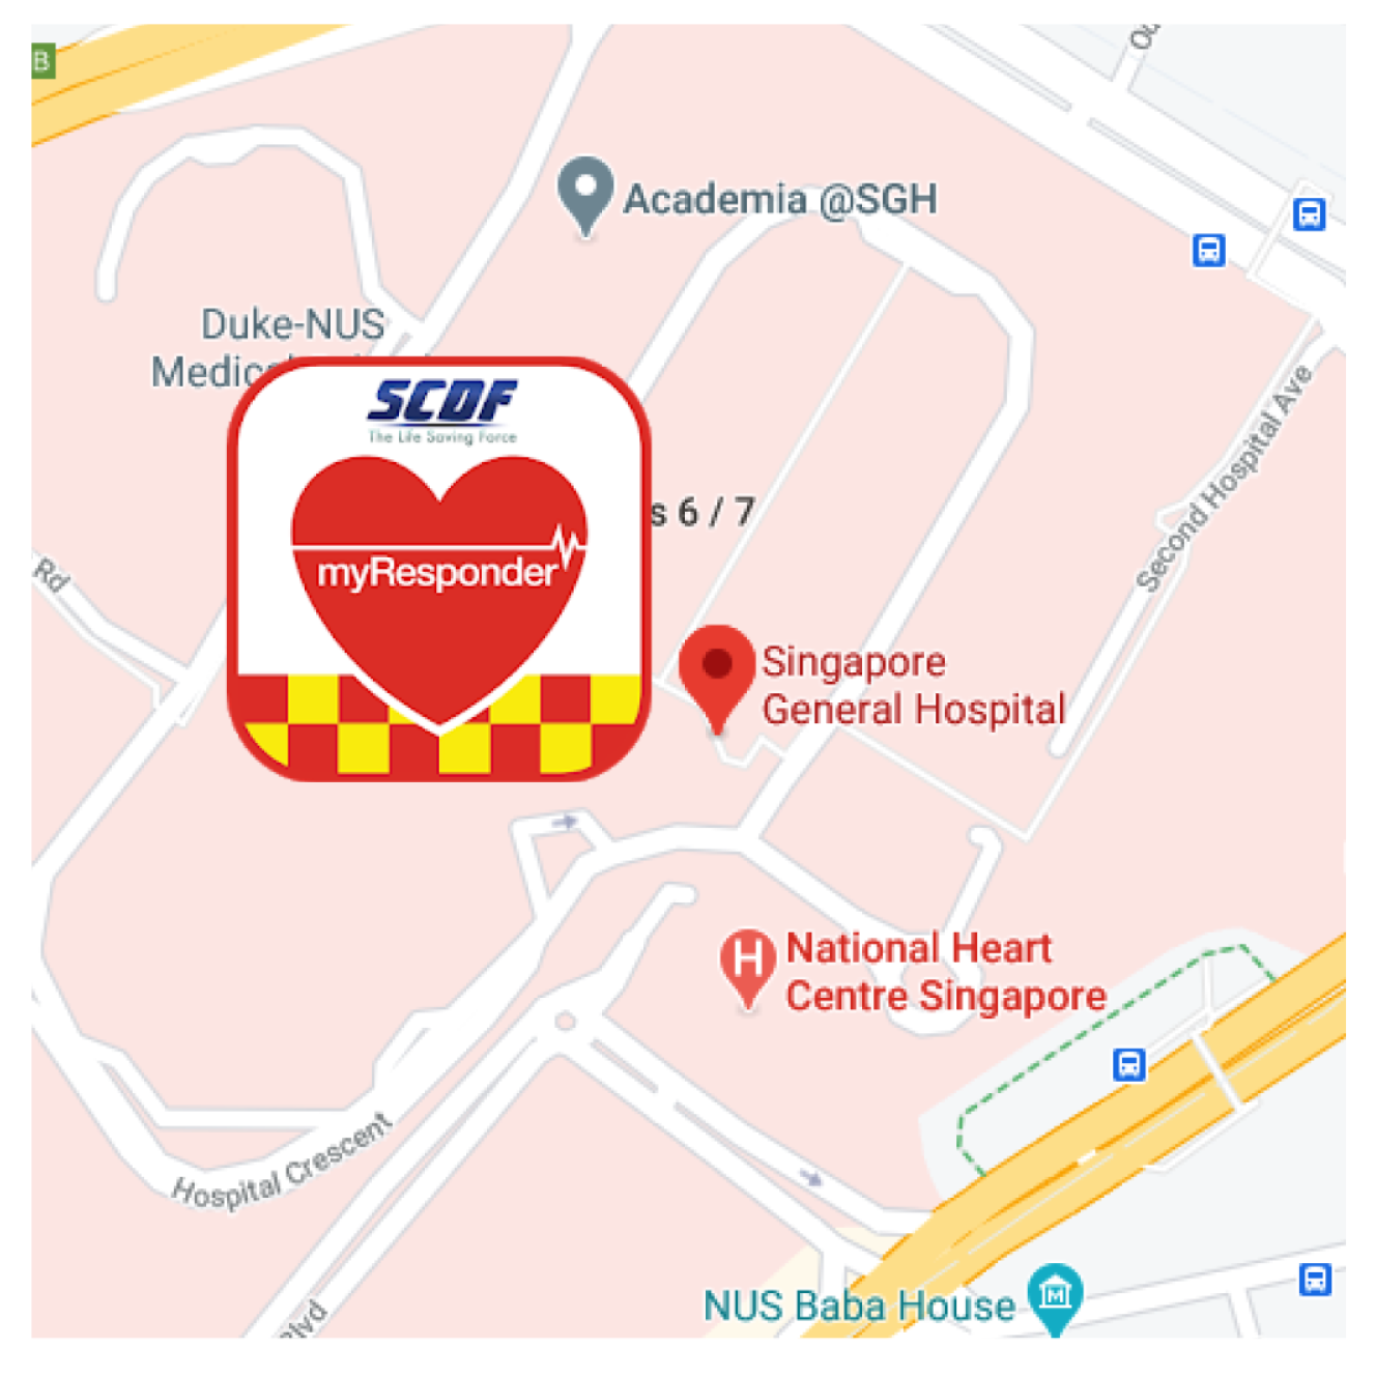 B
Academia @SGH
Duke-NUS
SCDF
The Life Saving Force
myResponder
s 6 / 7
Second Hospital Ave
Rd
Singapore
General Hospital
H
National Heart
Centre Singapore
Hospital Crescent
NUS Baba House
M